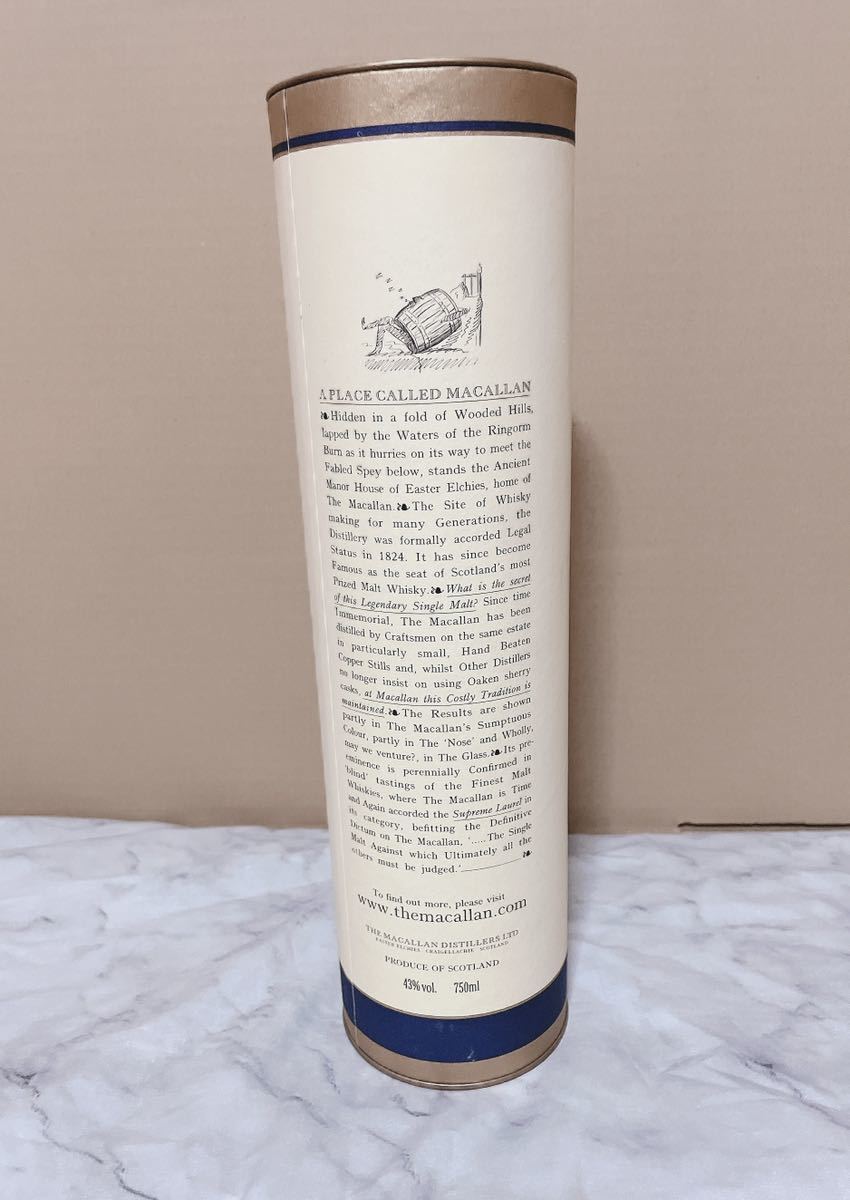 A PLACE CALLED MACALLAN
❧Hidden in a fold of Wooded Hills,
lapped by the Waters of the Ringorm
Burn as it hurries on its way to meet the
Fabled Spey below, stands the Ancient
Manor House of Easter Elchies, home of
The Macallan.❧The Site of Whisky
making for many Generations, the
Distillery was formally accorded Legal
Status in 1824. It has since become
Famous as the seat of Scotland's most
Prized Malt Whisky.❧What is the secret
of this Legendary Single Malt? Since time
Immemorial, The Macallan has been
distilled by Craftsmen on the same estate
in particularly small, Hand Beaten
Copper Stills and, whilst Other Distillers
no longer insist on using Oaken sherry
casks, at Macallan this Costly Tradition is
maintained.❧The Results are shown
partly in The Macallan's Sumptuous
Colour, partly in The 'Nose' and Wholly,
may we venture?, in The Glass.❧Its pre-
eminence is perennially Confirmed in
'blind' tastings of the Finest Malt
Whiskies, where The Macallan is Time
and Again accorded the Supreme Laurel in
its category, befitting the Definitive
Dictum on The Macallan, '.....The Single
Malt Against which Ultimately all the
others must be judged.'
To find out more, please visit
www.themacallan.com
THE MACALLAN DISTILLERS LTD
EASTER ELCHIES CRAIGELLACHIE SCOTLAND
PRODUCE OF SCOTLAND
43%vol. 750ml